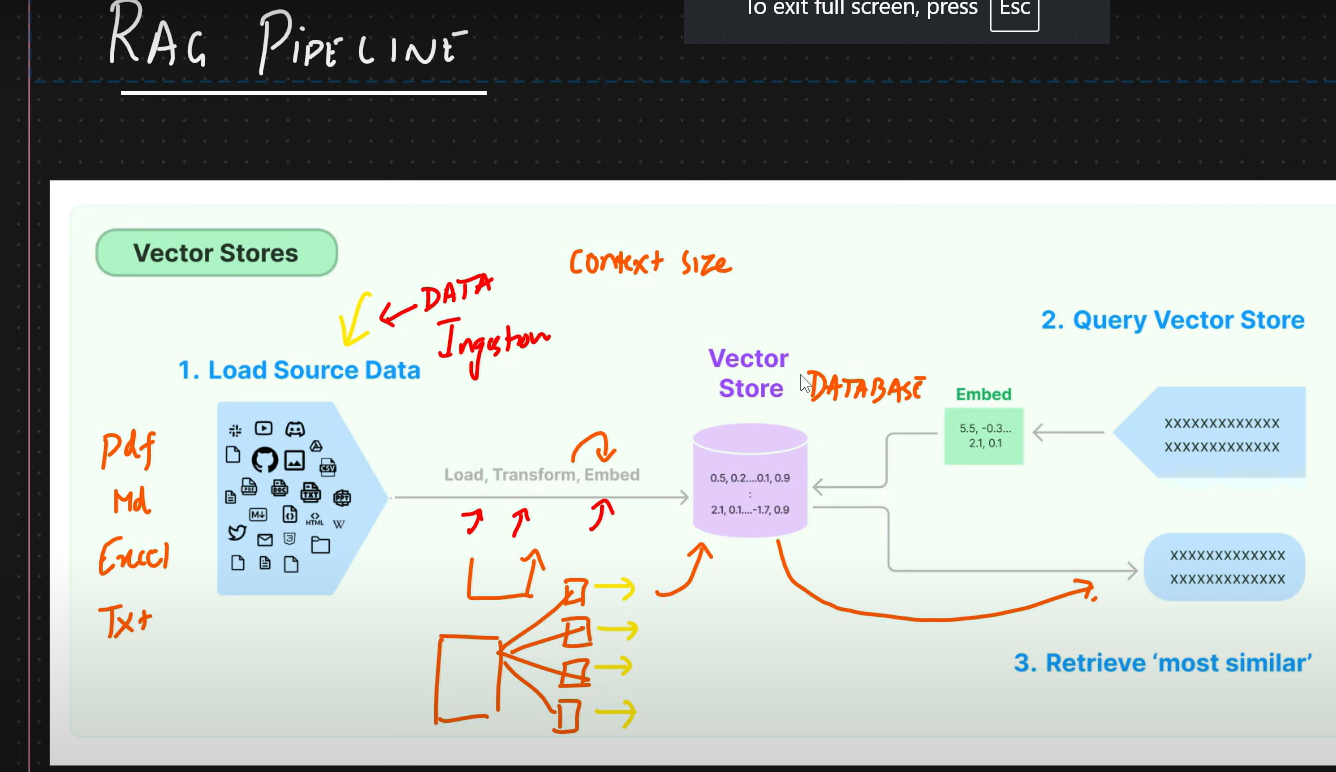 To exit full screen, press Esc
RAG PIPELINE
Vector Stores
Context size
DATA
Ingestion
2. Query Vector Store
1. Load Source Data
Vector
Store
DATABASE
Embed
5.5, -0.3...
2.1, 0.1
XXXXXXXXXXXXX
XXXXXXXXXXXXX
Pdf
Md
Excel
Txt
CSV
TXT
PPT
M↓
HTML
W
Load, Transform, Embed
0.5, 0.2....0.1, 0.9
:
2.1, 0.1....-1.7, 0.9
XXXXXXXXXXXXX
XXXXXXXXXXXXX
3. Retrieve ‘most similar’